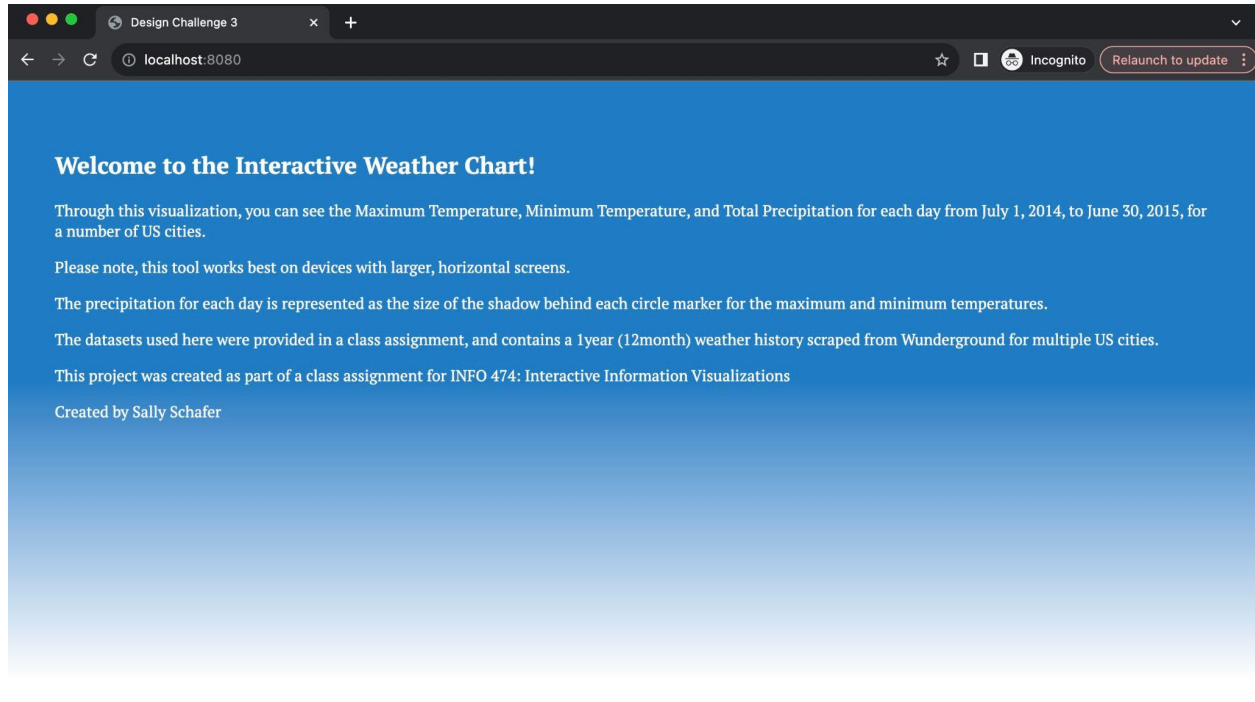 Design Challenge 3
localhost:8080
Incognito
Relaunch to update
Welcome to the Interactive Weather Chart!
Through this visualization, you can see the Maximum Temperature, Minimum Temperature, and Total Precipitation for each day from July 1, 2014, to June 30, 2015, for
a number of US cities.
Please note, this tool works best on devices with larger, horizontal screens.
The precipitation for each day is represented as the size of the shadow behind each circle marker for the maximum and minimum temperatures.
The datasets used here were provided in a class assignment, and contains a 1year (12month) weather history scraped from Wunderground for multiple US cities.
This project was created as part of a class assignment for INFO 474: Interactive Information Visualizations
Created by Sally Schafer